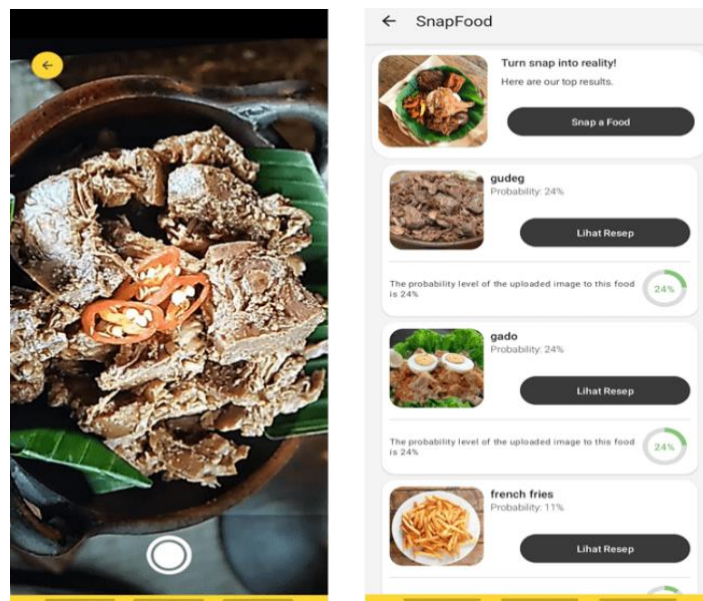 SnapFood
Turn snap into reality!
Here are our top results.
Snap a Food
gudeg
Probability: 24%
Lihat Resep
The probability level of the uploaded image to this food
is 24%
24%
gado
Probability: 24%
Lihat Resep
The probability level of the uploaded image to this food
is 24%
24%
french fries
Probability: 11%
Lihat Resep